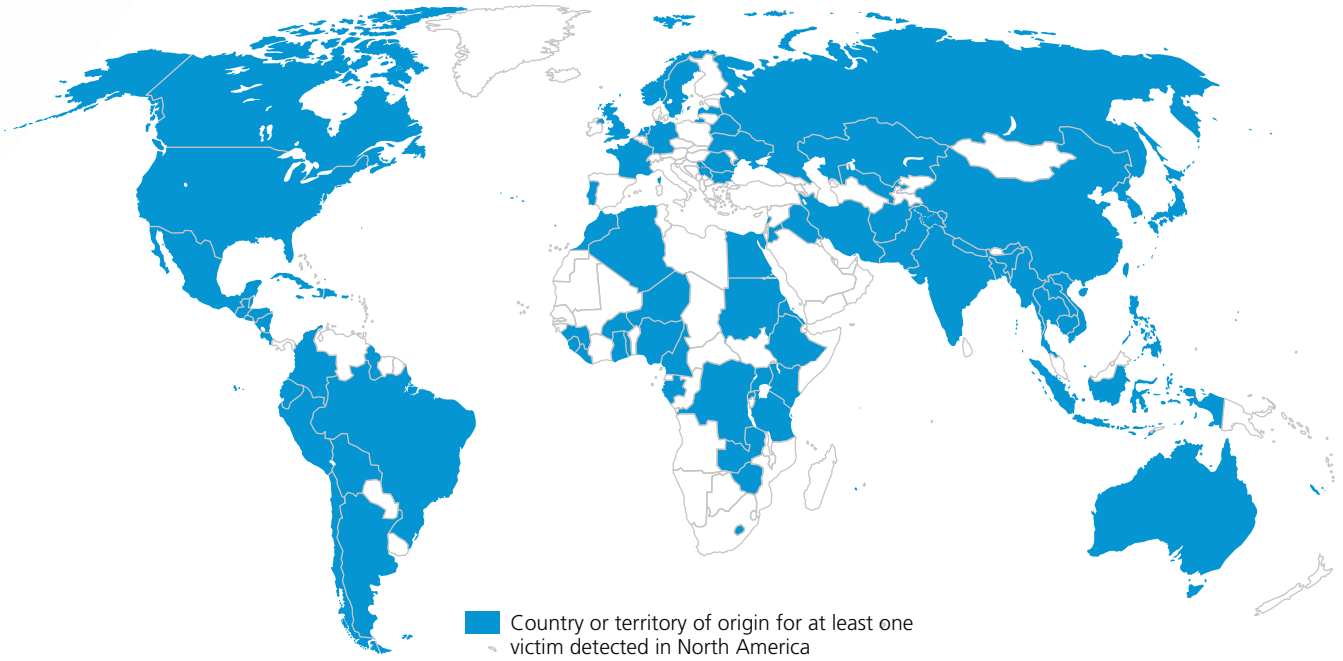 Country or territory of origin for at least one
victim detected in North America